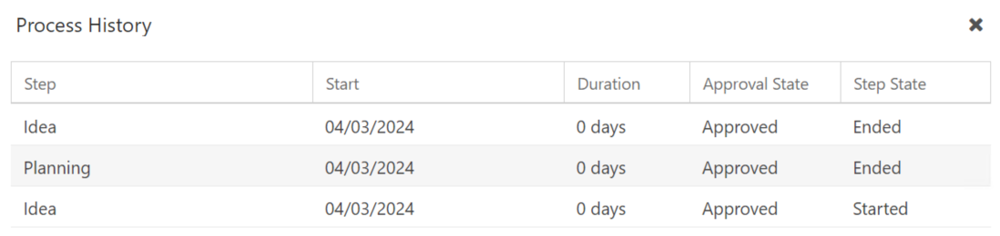 Process History
Step Start Duration Approval State Step State
Idea 04/03/2024 0 days Approved Ended
Planning 04/03/2024 0 days Approved Ended
Idea 04/03/2024 0 days Approved Started